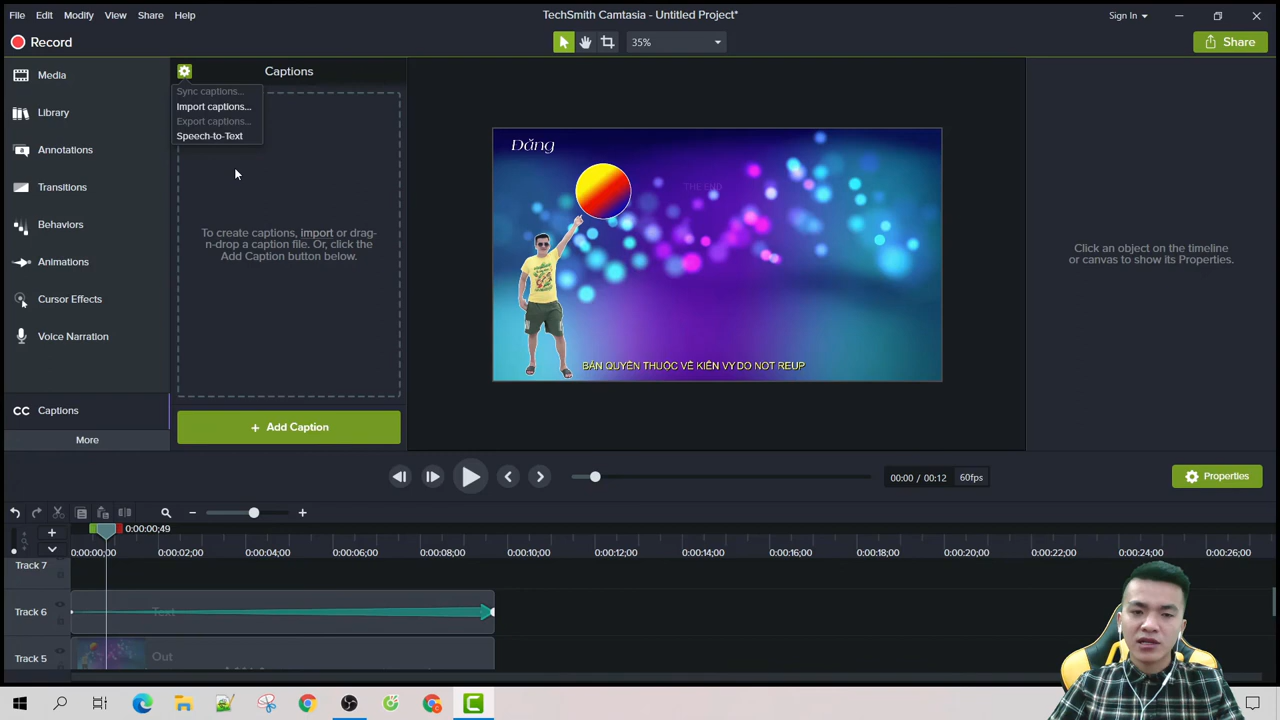 File Edit Modify View Share Help
TechSmith Camtasia - Untitled Project*
Sign In
Record
35%
Share
Media
Library
Annotations
Transitions
Behaviors
Animations
Cursor Effects
Voice Narration
CC Captions
More
Captions
Sync captions...
Import captions...
Export captions...
Speech-to-Text
To create captions, import or drag-
n-drop a caption file. Or, click the
Add Caption button below.
+ Add Caption
Đăng
THE END
BẢN QUYỀN THUỘC VỀ KIÊN VY DO NOT REUP
Click an object on the timeline
or canvas to show its Properties.
00:00 / 00:12 60fps
Properties
0:00:00;49
0:00:00;00 0:00:02;00 0:00:04;00 0:00:06;00 0:00:08;00 0:00:10;00 0:00:12;00 0:00:14;00 0:00:16;00 0:00:18;00 0:00:20;00 0:00:22;00 0:00:24;00 0:00:26;00
Track 7
Track 6
Text
Track 5
Out